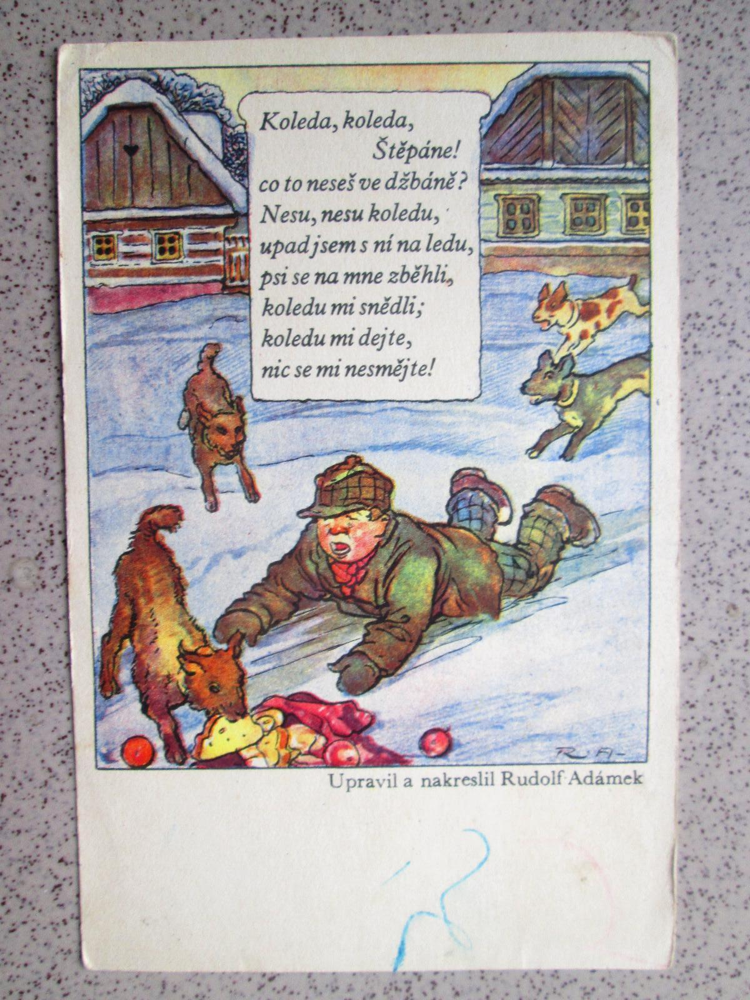 Koleda, koleda,
Štěpáne!
co to neseš ve džbáně?
Nesu, nesu koledu,
upad jsem s ní na ledu,
psi se na mne zběhli,
koledu mi snědli;
koledu mi dejte,
nic se mi nesmějte!
R. A-
Upravil a nakreslil Rudolf Adámek